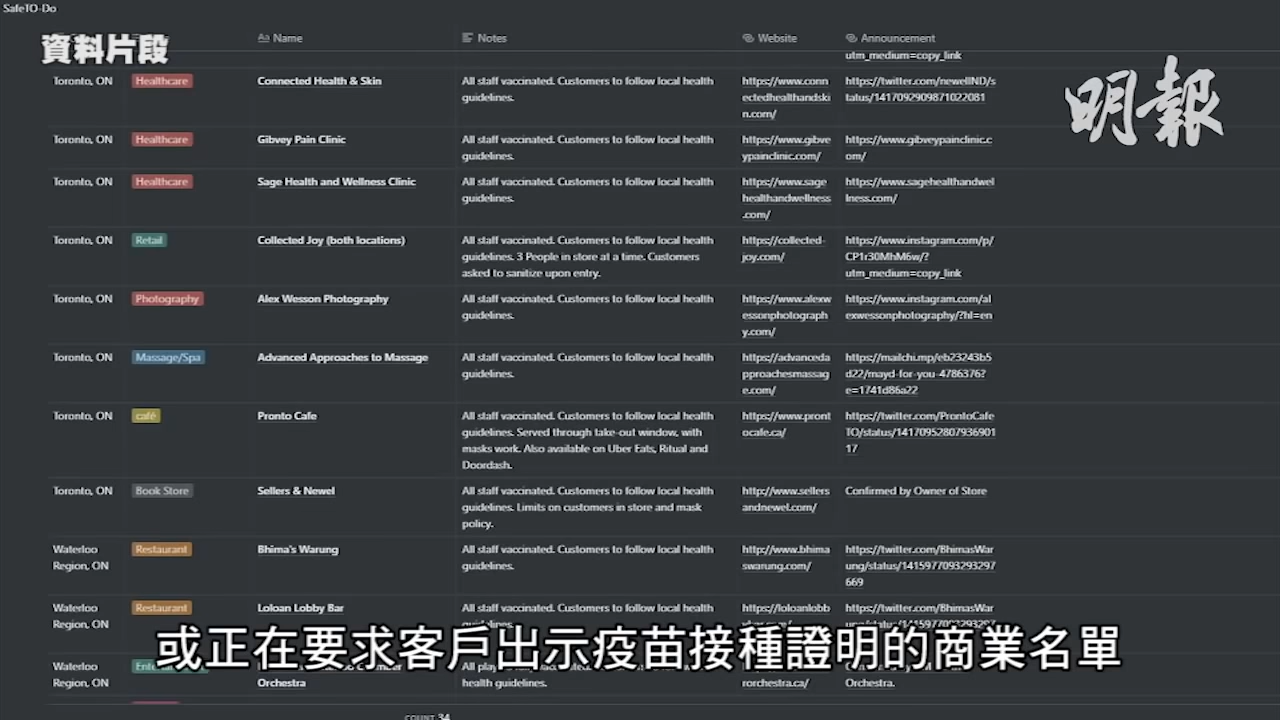 SafeTO-Do
資料片段
Aa Name
Notes
Website
Announcement
明報
utm_medium=copy_link
Toronto, ON
Healthcare
Connected Health & Skin
All staff vaccinated. Customers to follow local health
guidelines.
https://www.conn
ectedhealthandski
n.com/
https://twitter.com/newellND/s
tatus/1417092909871022081
Toronto, ON
Healthcare
Gibvey Pain Clinic
All staff vaccinated. Customers to follow local health
guidelines.
https://www.gibve
ypainclinic.com/
https://www.gibveypainclinic.c
om/
Toronto, ON
Healthcare
Sage Health and Wellness Clinic
All staff vaccinated. Customers to follow local health
guidelines.
https://www.sage
healthandwellness
.com/
https://www.sagehealthandwel
lness.com/
Toronto, ON
Retail
Collected Joy (both locations)
All staff vaccinated. Customers to follow local health
guidelines. 3 People in store at a time. Customers
asked to sanitize upon entry.
https://collected-
joy.com/
https://www.instagram.com/p/
CP1r30MhM6w/?
utm_medium=copy_link
Toronto, ON
Photography
Alex Wesson Photography
All staff vaccinated. Customers to follow local health
guidelines.
https://www.alexw
essonphotograph
y.com/
https://www.instagram.com/al
exwessonphotography/?hl=en
Toronto, ON
Massage/Spa
Advanced Approaches to Massage
All staff vaccinated. Customers to follow local health
guidelines.
https://advanceda
pproachesmassag
e.com/
https://mailchi.mp/eb23243b5
d22/mayd-for-you-4786376?
e=1741d86a22
Toronto, ON
café
Pronto Cafe
All staff vaccinated. Customers to follow local health
guidelines. Served through take-out window, with
masks work. Also available on Uber Eats, Ritual and
Doordash.
https://www.pront
ocafe.ca/
https://twitter.com/ProntoCafe
TO/status/14170952807936901
17
Toronto, ON
Book Store
Sellers & Newel
All staff vaccinated. Customers to follow local health
guidelines. Limits on customers in store and mask
policy.
http://www.sellers
andnewel.com/
Confirmed by Owner of Store
Waterloo
Region, ON
Restaurant
Bhima's Warung
All staff vaccinated. Customers to follow local health
guidelines.
http://www.bhima
swarung.com/
https://twitter.com/BhimasWar
ung/status/1415977093293297
669
Waterloo
Region, ON
Restaurant
Loloan Lobby Bar
All staff vaccinated. Customers to follow local health
https://loloanlobb
https://twitter.com/BhimasWar
或正在要求客戶出示疫苗接種證明的商業名單
Waterloo
Region, ON
Orchestra
health guidelines.
rorchestra.ca/
Orchestra.
COUNT 34